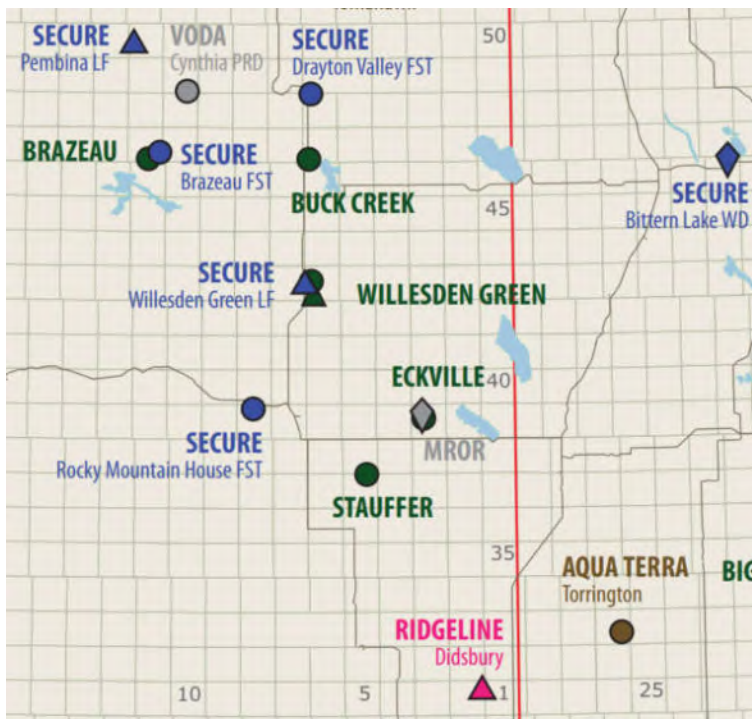 50
SECURE
Pembina LF
VODA
Cynthia PRD
SECURE
Drayton Valley FST
BRAZEAU
SECURE
Brazeau FST
BUCK CREEK
45
SECURE
Bittern Lake WD
SECURE
Willesden Green LF
WILLESDEN GREEN
ECKVILLE
40
MROR
SECURE
Rocky Mountain House FST
STAUFFER
35
AQUA TERRA
Torrington
BIG
RIDGELINE
Didsbury
10
5
1
25